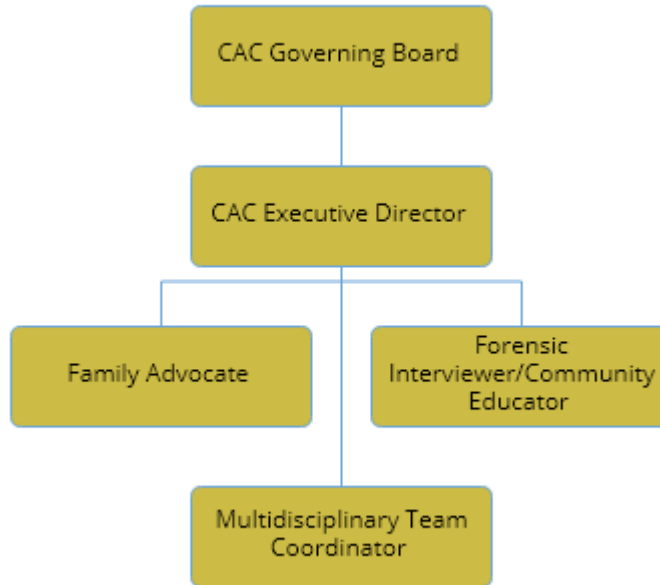 CAC Governing Board
CAC Executive Director
Family Advocate
Forensic
Interviewer/Community
Educator
Multidisciplinary Team
Coordinator